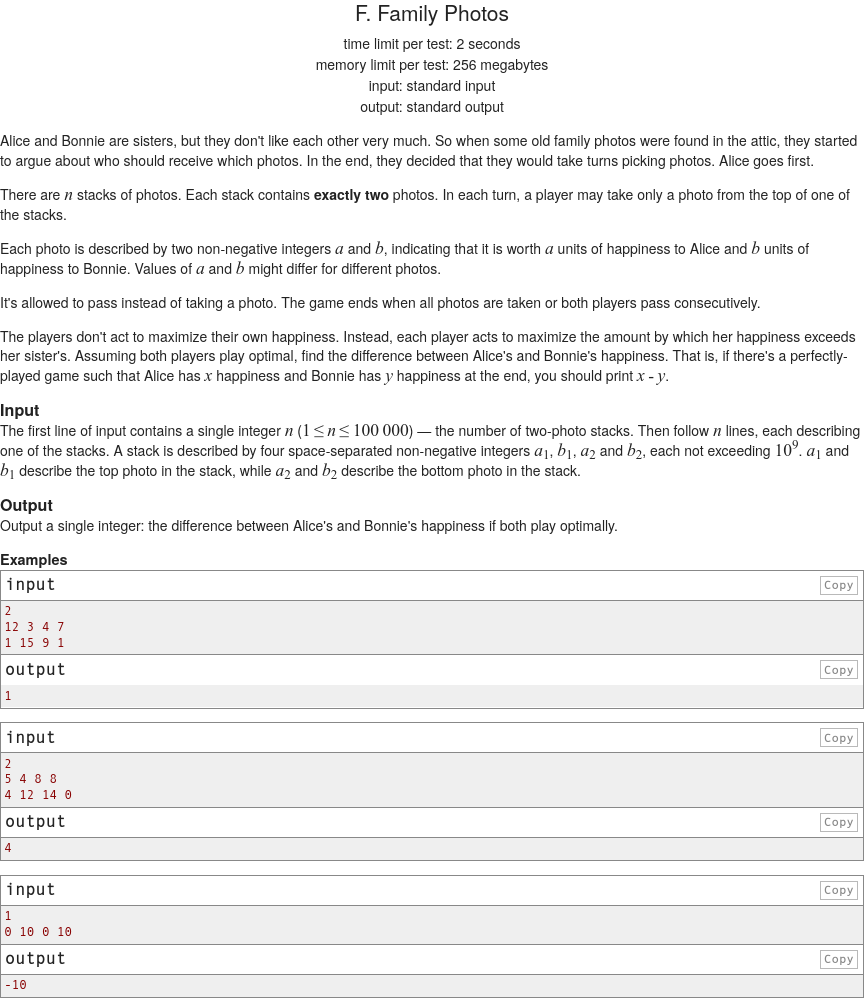 F. Family Photos
time limit per test: 2 seconds
memory limit per test: 256 megabytes
input: standard input
output: standard output
Alice and Bonnie are sisters, but they don't like each other very much. So when some old family photos were found in the attic, they started
to argue about who should receive which photos. In the end, they decided that they would take turns picking photos. Alice goes first.
There are n stacks of photos. Each stack contains exactly two photos. In each turn, a player may take only a photo from the top of one of
the stacks.
Each photo is described by two non-negative integers a and b, indicating that it is worth a units of happiness to Alice and b units of
happiness to Bonnie. Values of a and b might differ for different photos.
It's allowed to pass instead of taking a photo. The game ends when all photos are taken or both players pass consecutively.
The players don't act to maximize their own happiness. Instead, each player acts to maximize the amount by which her happiness exceeds
her sister's. Assuming both players play optimal, find the difference between Alice's and Bonnie's happiness. That is, if there's a perfectly-
played game such that Alice has x happiness and Bonnie has y happiness at the end, you should print x - y.
Input
The first line of input contains a single integer n (1 ≤ n ≤ 100 000) — the number of two-photo stacks. Then follow n lines, each describing
one of the stacks. A stack is described by four space-separated non-negative integers a₁, b₁, a₂ and b₂, each not exceeding 10⁹. a₁ and
b₁ describe the top photo in the stack, while a₂ and b₂ describe the bottom photo in the stack.
Output
Output a single integer: the difference between Alice's and Bonnie's happiness if both play optimally.
Examples
input Copy
2
12 3 4 7
1 15 9 1
output Copy
1
input Copy
2
5 4 8 8
4 12 14 0
output Copy
4
input Copy
1
0 10 0 10
output Copy
-10